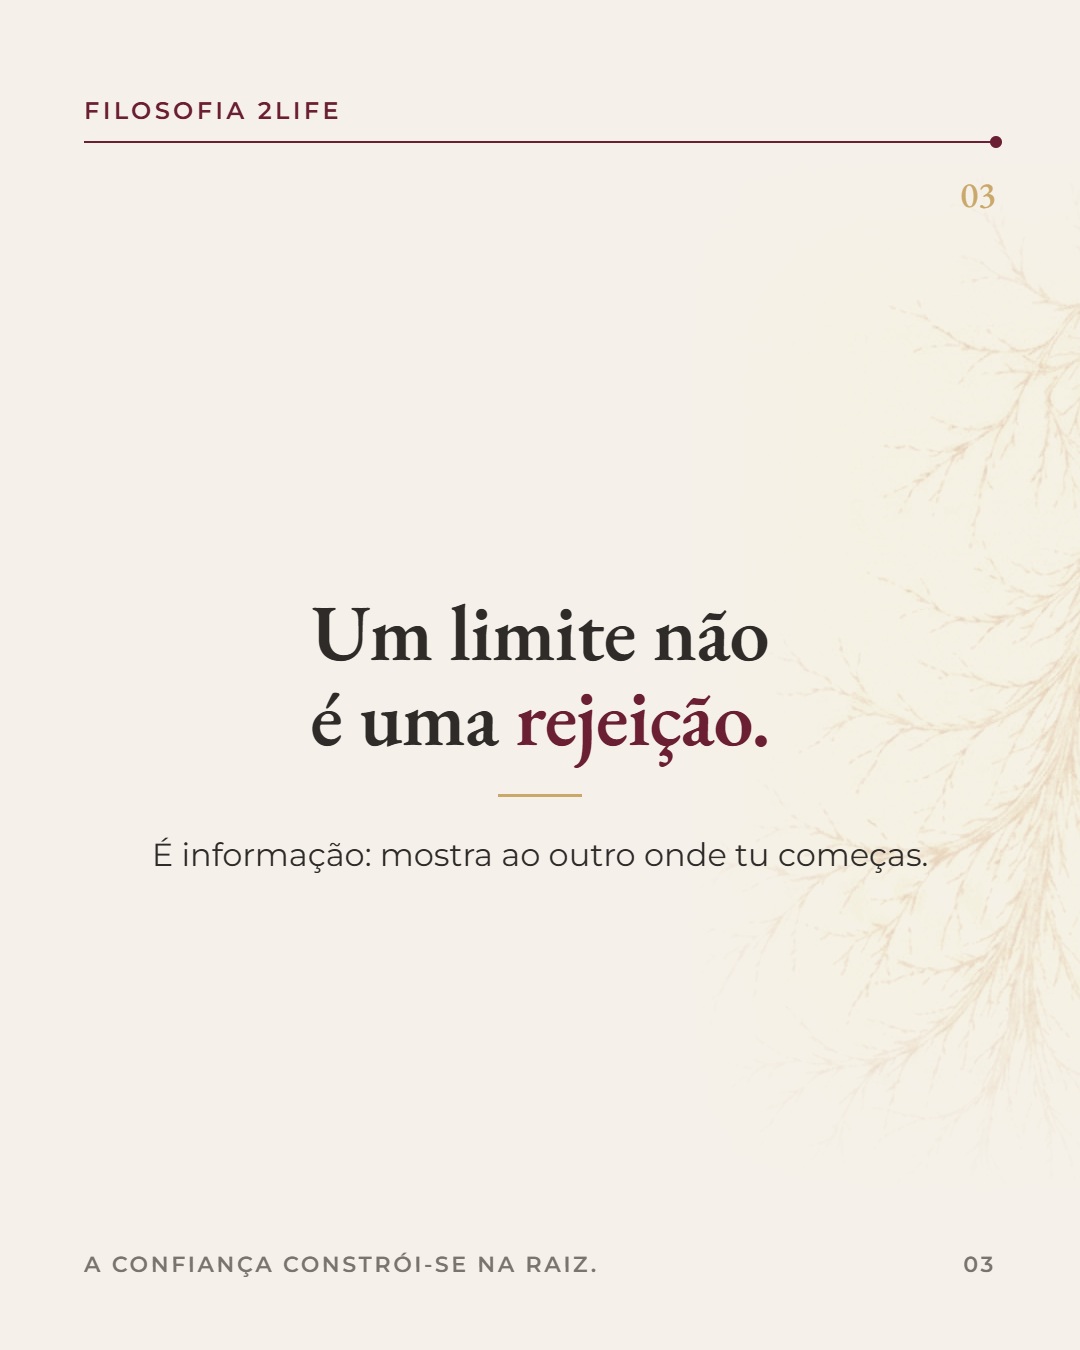 FILOSOFIA 2LIFE
03
Um limite não
é uma rejeição.
É informação: mostra ao outro onde tu começas.
A CONFIANÇA CONSTRÓI-SE NA RAIZ.
03